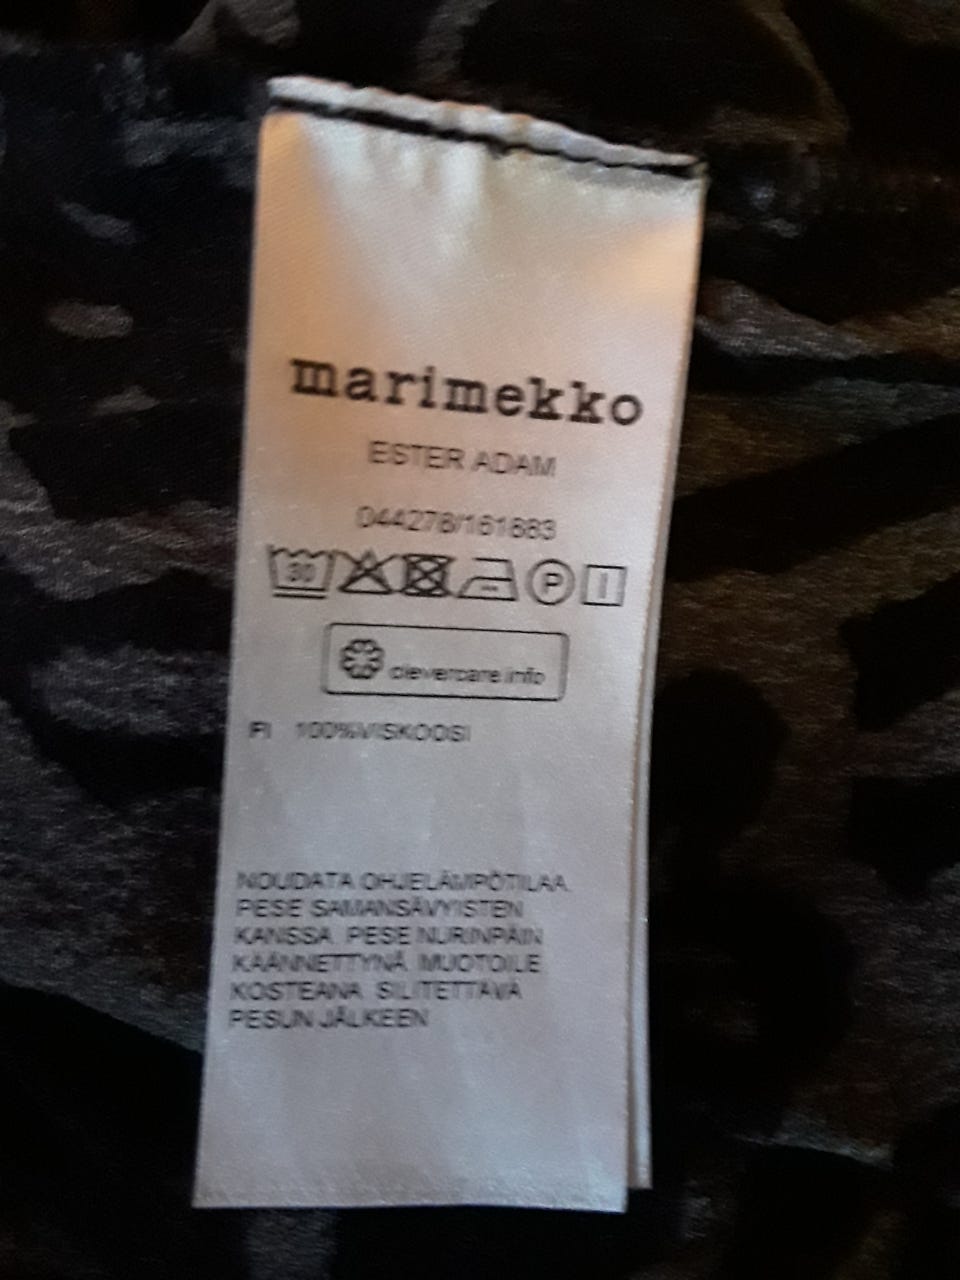 marimekko
ESTER ADAM
044278/161883
30 P
clevercare.info
FI 100%VISKOOSI
NOUDATA OHJELÄMPÖTILAA.
PESE SAMANSÄVYISTEN
KANSSA. PESE NURINPÄIN
KÄÄNNETTYNÄ. MUOTOILE
KOSTEANA. SILITETTÄVÄ
PESUN JÄLKEEN